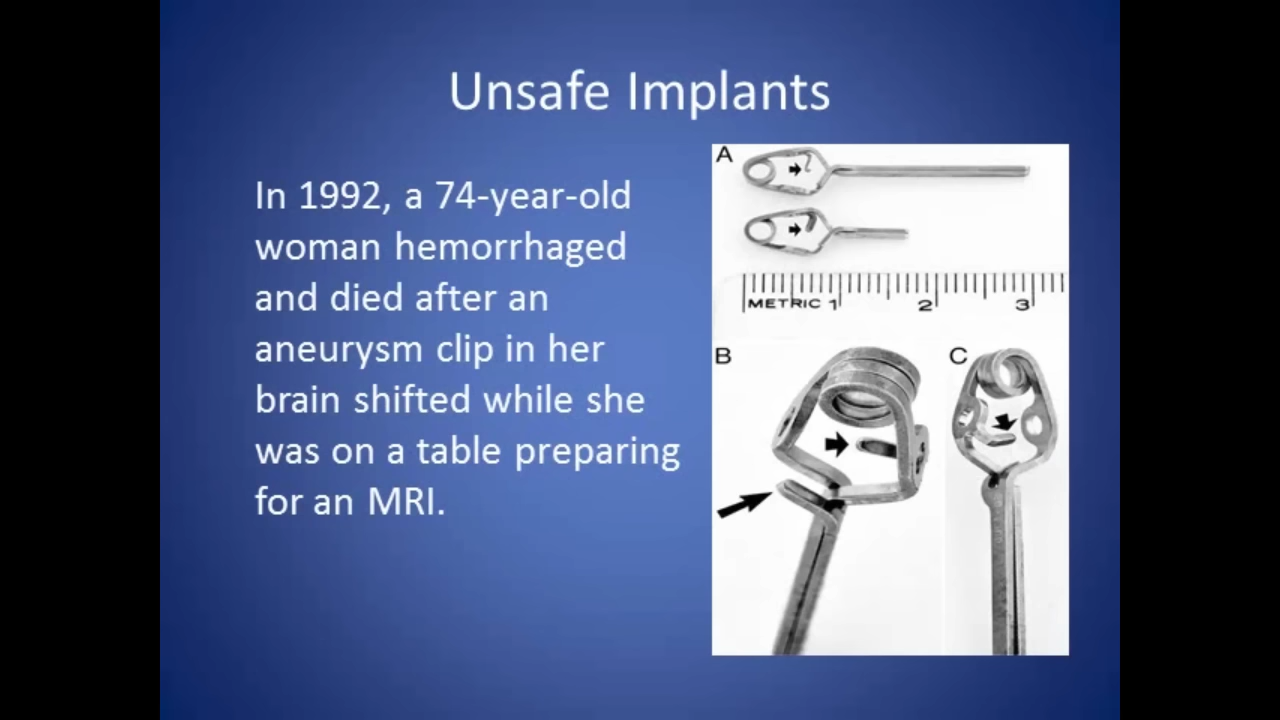 Unsafe Implants
In 1992, a 74-year-old
woman hemorrhaged
and died after an
aneurysm clip in her
brain shifted while she
was on a table preparing
for an MRI.
A
METRIC 1 2 3
B
C